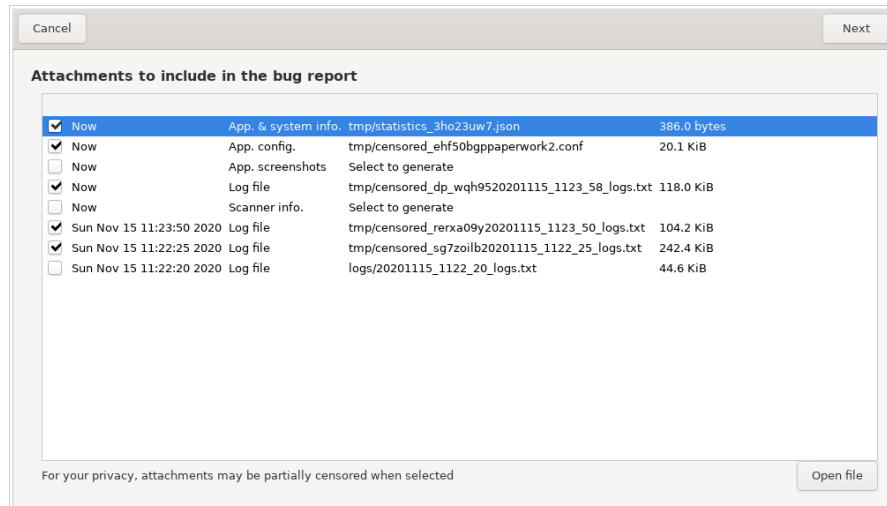 Cancel Next
Attachments to include in the bug report
Now App. & system info. tmp/statistics_3ho23uw7.json 386.0 bytes
Now App. config. tmp/censored_ehf50bgppaperwork2.conf 20.1 KiB
Now App. screenshots Select to generate
Now Log file tmp/censored_dp_wqh9520201115_1123_58_logs.txt 118.0 KiB
Now Scanner info. Select to generate
Sun Nov 15 11:23:50 2020 Log file tmp/censored_rerxa09y20201115_1123_50_logs.txt 104.2 KiB
Sun Nov 15 11:22:25 2020 Log file tmp/censored_sg7zoilb20201115_1122_25_logs.txt 242.4 KiB
Sun Nov 15 11:22:20 2020 Log file logs/20201115_1122_20_logs.txt 44.6 KiB
For your privacy, attachments may be partially censored when selected Open file